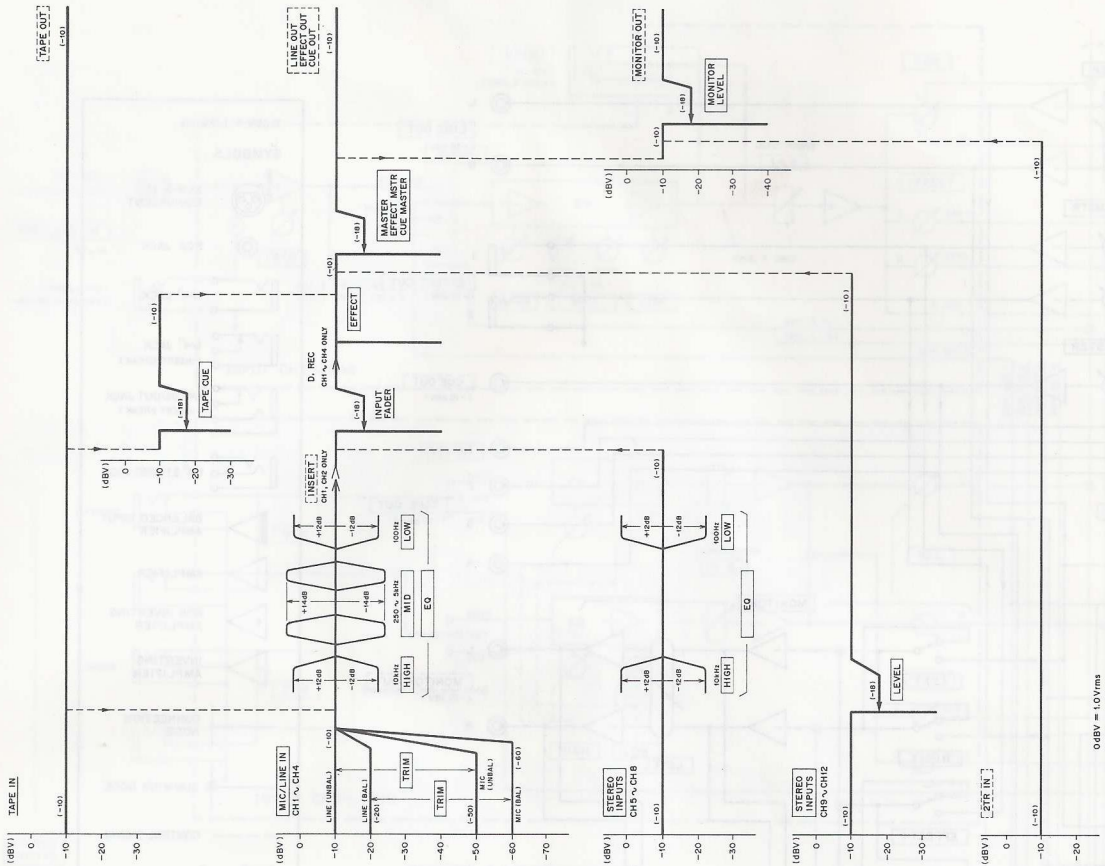 TAPE IN
(dBV)
0
-10
-20
-30
(-10)
(-10)
TAPE OUT
(dBV)
0
-10
-20
-30
(-18)
TAPE CUE
(-10)
MIC/LINE IN
CH1 ~ CH4
(dBV)
0
-10
-20
-30
-40
-50
-60
-70
LINE (UNBAL)
LINE (BAL)
(-20)
(-50)
MIC (BAL)
TRIM
TRIM
MIC
(UNBAL)
(-10)
(-60)
+12dB
-12dB
10kHz
HIGH
+14dB
-14dB
250 ~ 5kHz
MID
EQ
+12dB
-12dB
100Hz
LOW
INSERT
CH1, CH2 ONLY
(-18)
INPUT
FADER
D. REC
CH1 ~ CH4 ONLY
EFFECT
(-10)
(-18)
MASTER
EFFECT MSTR
CUE MASTER
(-10)
LINE OUT
EFFECT OUT
CUE OUT
STEREO
INPUTS
CH5 ~ CH8
(dBV)
0
-10
-20
-30
(-10)
+12dB
-12dB
10kHz
HIGH
EQ
+12dB
-12dB
100Hz
LOW
(-10)
(dBV)
0
-10
-20
-30
-40
(-10)
(-18)
MONITOR
LEVEL
(-10)
MONITOR OUT
STEREO
INPUTS
CH9 ~ CH12
(dBV)
0
-10
-20
-30
(-10)
(-18)
LEVEL
(-10)
2TR IN
(dBV)
0
-10
-20
(-10)
(-10)
0dBV = 1.0Vrms